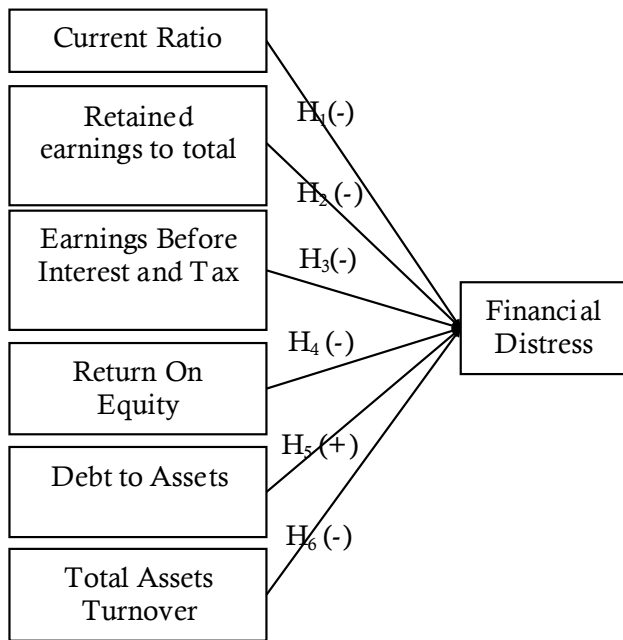 Current Ratio
H₁(-)
Retained
earnings to total
H₂ (-)
Earnings Before
Interest and Tax
H₃(-)
Financial
Distress
H₄ (-)
Return On
Equity
H₅ (+)
Debt to Assets
H₆ (-)
Total Assets
Turnover